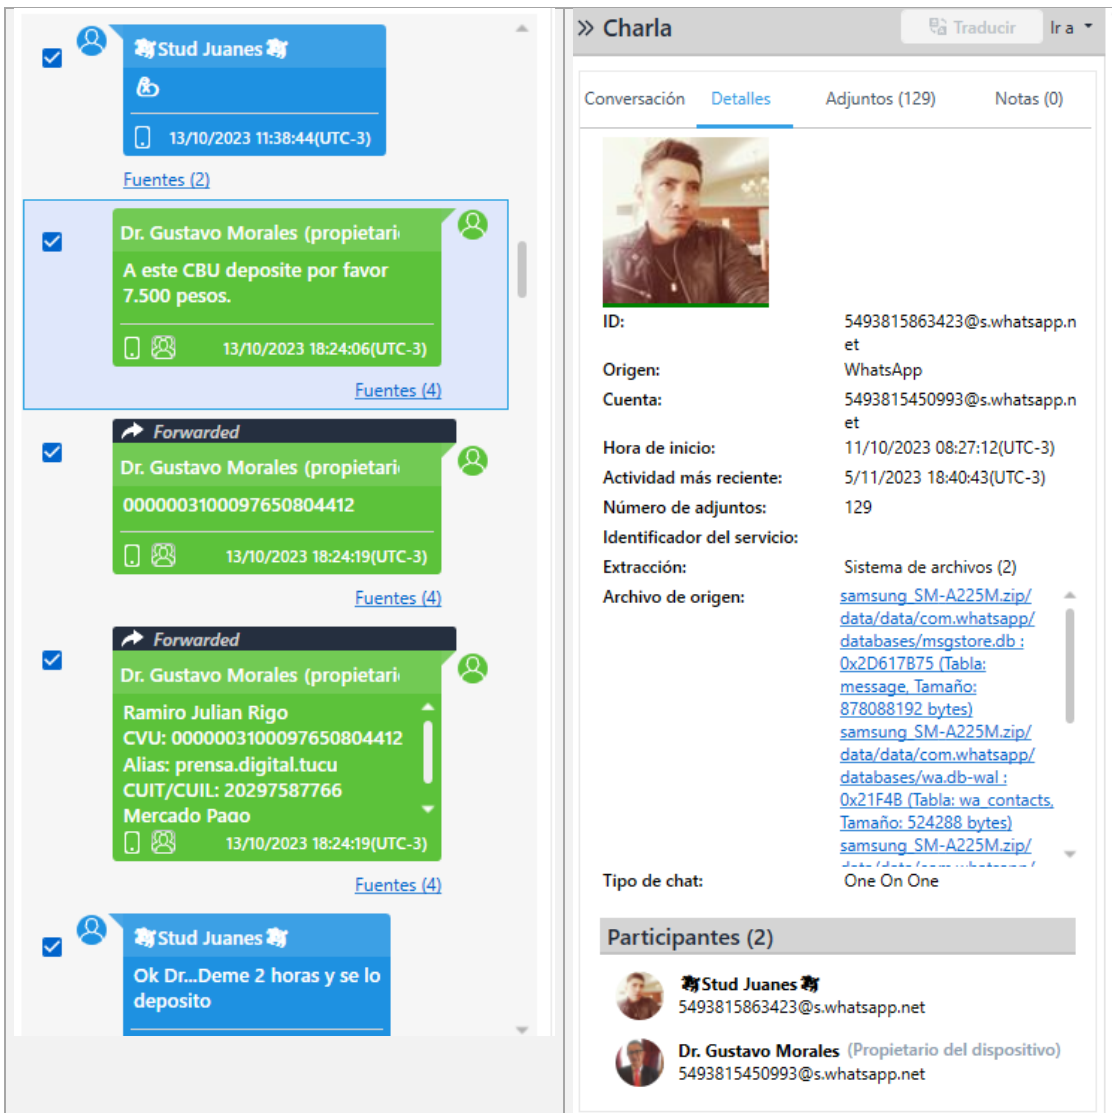 Stud Juanes
13/10/2023 11:38:44(UTC-3)
Fuentes (2)
Dr. Gustavo Morales (propietari
A este CBU deposite por favor
7.500 pesos.
13/10/2023 18:24:06(UTC-3)
Fuentes (4)
Forwarded
Dr. Gustavo Morales (propietari
0000003100097650804412
13/10/2023 18:24:19(UTC-3)
Fuentes (4)
Forwarded
Dr. Gustavo Morales (propietari
Ramiro Julian Rigo
CVU: 0000003100097650804412
Alias: prensa.digital.tucu
CUIT/CUIL: 20297587766
Mercado Pago
13/10/2023 18:24:19(UTC-3)
Fuentes (4)
Stud Juanes
Ok Dr...Deme 2 horas y se lo
deposito
Charla
Traducir
Ir a
Conversación Detalles Adjuntos (129) Notas (0)
ID: 5493815863423@s.whatsapp.n
et
Origen: WhatsApp
Cuenta: 5493815450993@s.whatsapp.n
et
Hora de inicio: 11/10/2023 08:27:12(UTC-3)
Actividad más reciente: 5/11/2023 18:40:43(UTC-3)
Número de adjuntos: 129
Identificador del servicio:
Extracción: Sistema de archivos (2)
Archivo de origen: samsung_SM-A225M.zip/
data/data/com.whatsapp/
databases/msgstore.db :
0x2D617B75 (Tabla:
message, Tamaño:
878088192 bytes)
samsung_SM-A225M.zip/
data/data/com.whatsapp/
databases/wa.db-wal :
0x21F4B (Tabla: wa_contacts,
Tamaño: 524288 bytes)
samsung_SM-A225M.zip/
Tipo de chat: One On One
Participantes (2)
Stud Juanes
5493815863423@s.whatsapp.net
Dr. Gustavo Morales (Propietario del dispositivo)
5493815450993@s.whatsapp.net